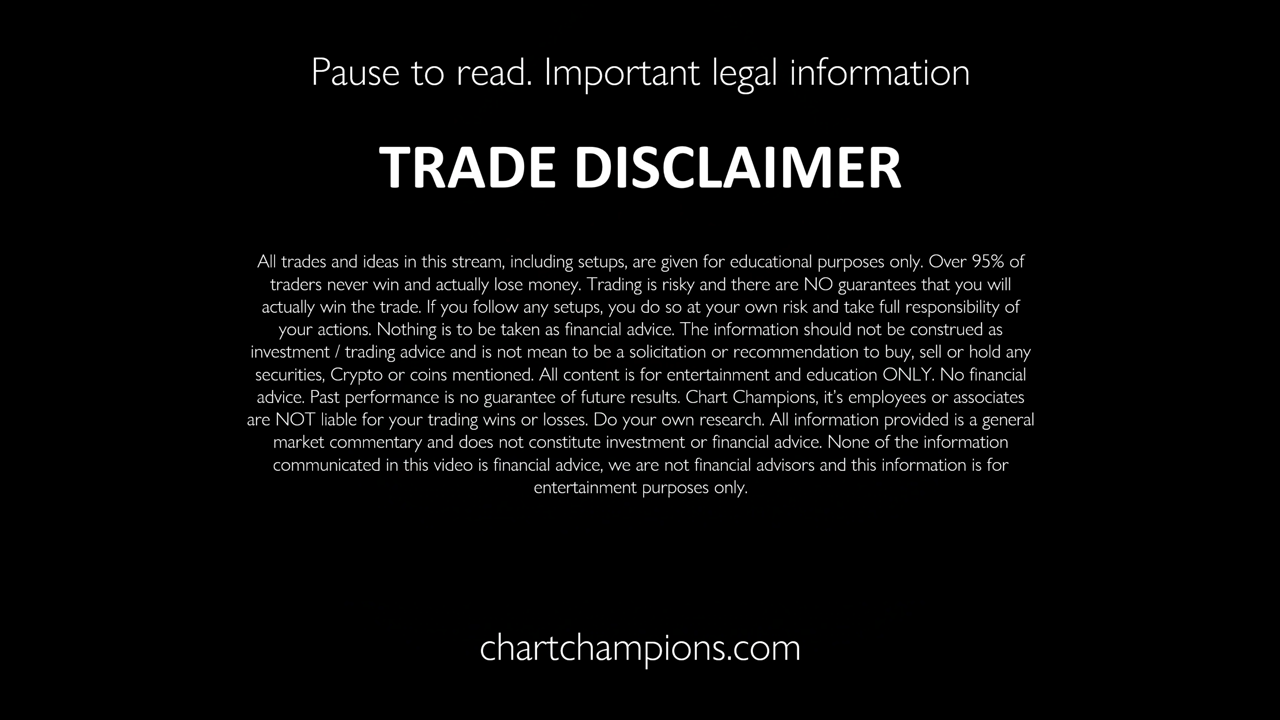 Pause to read. Important legal information
TRADE DISCLAIMER
All trades and ideas in this stream, including setups, are given for educational purposes only. Over 95% of
traders never win and actually lose money. Trading is risky and there are NO guarantees that you will
actually win the trade. If you follow any setups, you do so at your own risk and take full responsibility of
your actions. Nothing is to be taken as financial advice. The information should not be construed as
investment / trading advice and is not mean to be a solicitation or recommendation to buy, sell or hold any
securities, Crypto or coins mentioned. All content is for entertainment and education ONLY. No financial
advice. Past performance is no guarantee of future results. Chart Champions, it's employees or associates
are NOT liable for your trading wins or losses. Do your own research. All information provided is a general
market commentary and does not constitute investment or financial advice. None of the information
communicated in this video is financial advice, we are not financial advisors and this information is for
entertainment purposes only.
chartchampions.com